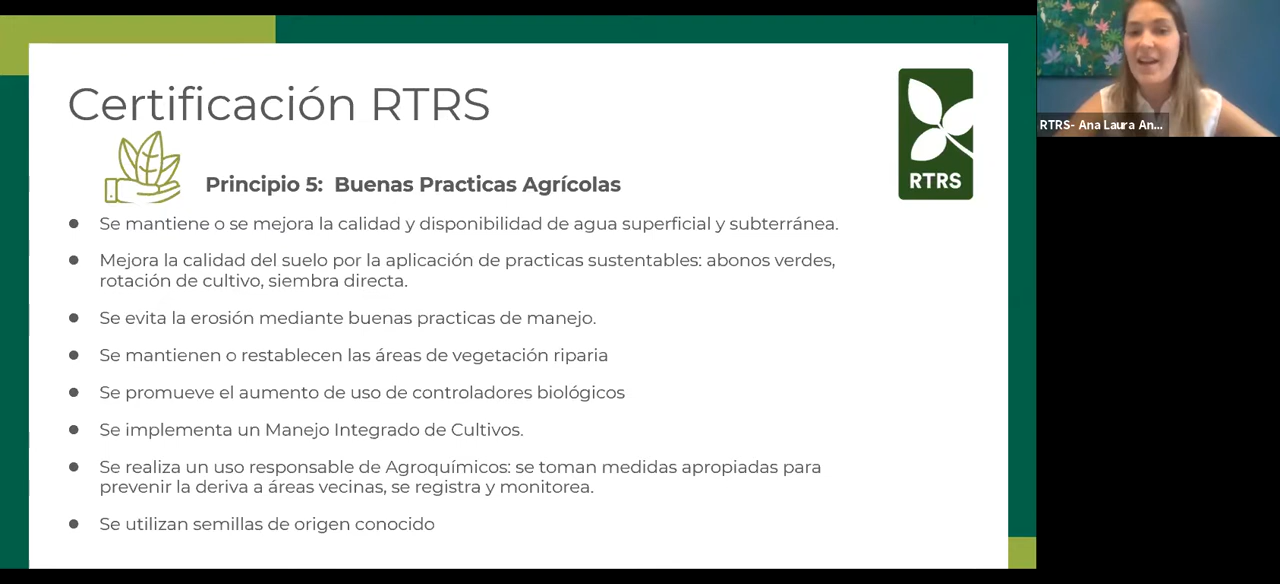 Certificación RTRS
RTRS
Principio 5: Buenas Practicas Agrícolas
● Se mantiene o se mejora la calidad y disponibilidad de agua superficial y subterránea.
● Mejora la calidad del suelo por la aplicación de practicas sustentables: abonos verdes,
rotación de cultivo, siembra directa.
● Se evita la erosión mediante buenas practicas de manejo.
● Se mantienen o restablecen las áreas de vegetación riparia
● Se promueve el aumento de uso de controladores biológicos
● Se implementa un Manejo Integrado de Cultivos.
● Se realiza un uso responsable de Agroquímicos: se toman medidas apropiadas para
prevenir la deriva a áreas vecinas, se registra y monitorea.
● Se utilizan semillas de origen conocido
RTRS- Ana Laura An...